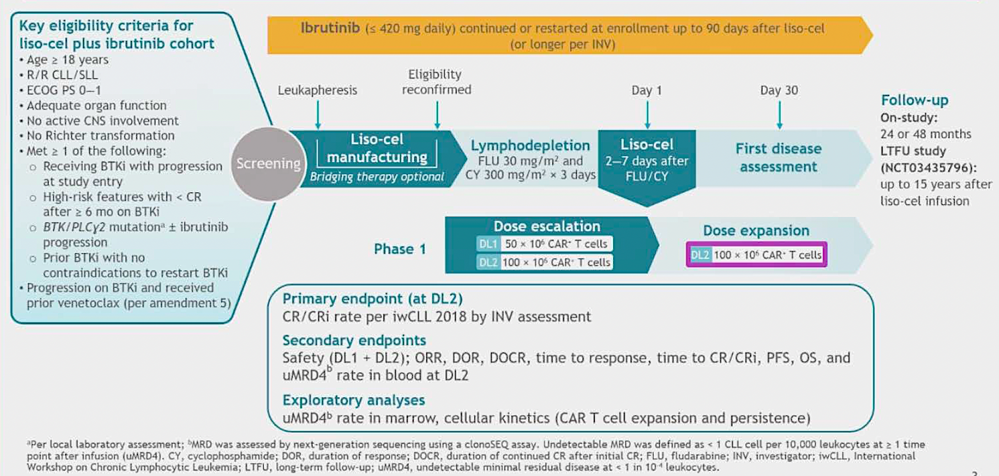 Key eligibility criteria for
liso-cel plus ibrutinib cohort
• Age ≥ 18 years
• R/R CLL/SLL
• ECOG PS 0–1
• Adequate organ function
• No active CNS involvement
• No Richter transformation
• Met ≥ 1 of the following:
o Receiving BTKi with progression
at study entry
o High-risk features with < CR
after ≥ 6 mo on BTKi
o BTK/PLCγ2 mutationᵃ ± ibrutinib
progression
o Prior BTKi with no
contraindications to restart BTKi
• Progression on BTKi and received
prior venetoclax (per amendment 5)
Ibrutinib (≤ 420 mg daily) continued or restarted at enrollment up to 90 days after liso-cel
(or longer per INV)
Leukapheresis
Eligibility
reconfirmed
Day 1
Day 30
Screening
Liso-cel
manufacturing
Bridging therapy optional
Lymphodepletion
FLU 30 mg/m² and
CY 300 mg/m² × 3 days
Liso-cel
2–7 days after
FLU/CY
First disease
assessment
Follow-up
On-study:
24 or 48 months
LTFU study
(NCT03435796):
up to 15 years after
liso-cel infusion
Phase 1
Dose escalation
DL1 50 × 10⁶ CAR⁺ T cells
DL2 100 × 10⁶ CAR⁺ T cells
Dose expansion
DL2 100 × 10⁶ CAR⁺ T cells
Primary endpoint (at DL2)
CR/CRi rate per iwCLL 2018 by INV assessment
Secondary endpoints
Safety (DL1 + DL2); ORR, DOR, DOCR, time to response, time to CR/CRi, PFS, OS, and
uMRD4ᵇ rate in blood at DL2
Exploratory analyses
uMRD4ᵇ rate in marrow, cellular kinetics (CAR T cell expansion and persistence)
ᵃPer local laboratory assessment; ᵇMRD was assessed by next-generation sequencing using a clonoSEQ assay. Undetectable MRD was defined as < 1 CLL cell per 10,000 leukocytes at ≥ 1 time
point after infusion (uMRD4). CY, cyclophosphamide; DOR, duration of response; DOCR, duration of continued CR after initial CR; FLU, fludarabine; INV, investigator; iwCLL, International
Workshop on Chronic Lymphocytic Leukemia; LTFU, long-term follow-up; uMRD4, undetectable minimal residual disease at < 1 in 10⁻⁴ leukocytes.